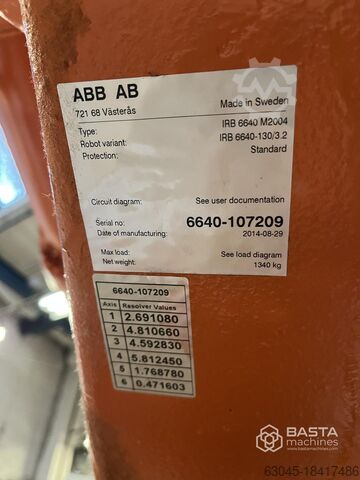 ABB AB
721 68 Västerås
Made in Sweden
Type: IRB 6640 M2004
Robot variant: IRB 6640-130/3.2
Protection: Standard
Circuit diagram: See user documentation
Serial no: 6640-107209
Date of manufacturing: 2014-08-29
Max load: See load diagram
Net weight: 1340 kg
6640-107209
Axis Resolver Values
1 2.691080
2 4.810660
3 4.592830
4 5.812450
5 1.768780
6 0.471603
BASTA
machines
www.bastamachines.com
63045-18417486